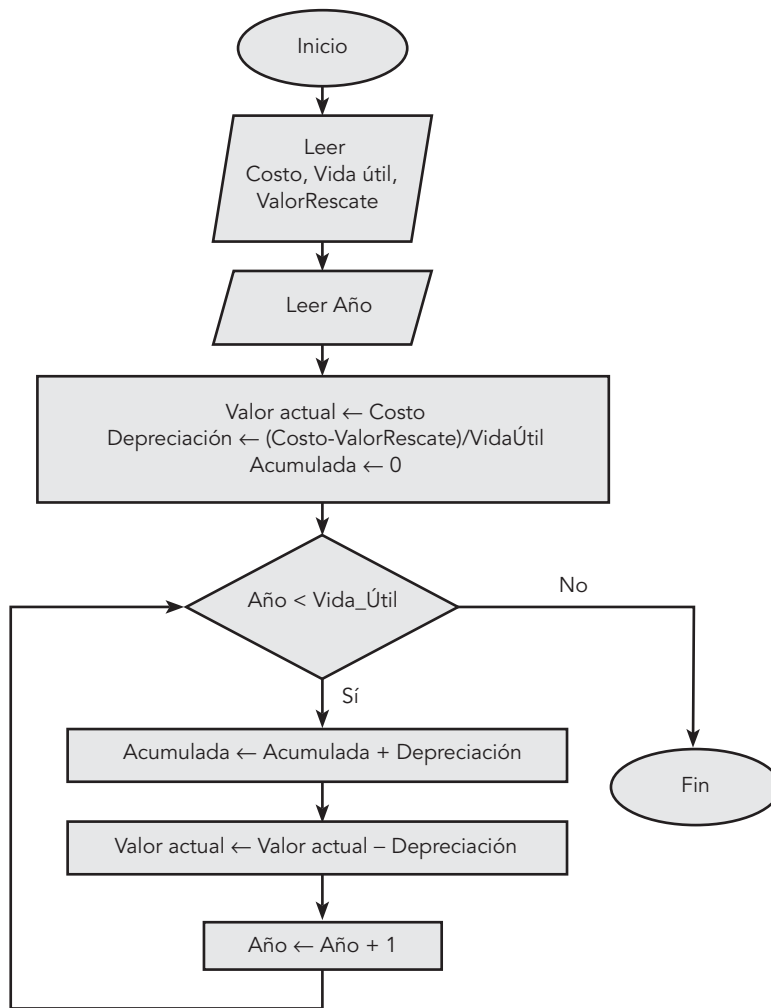 Inicio
Leer
Costo, Vida útil,
ValorRescate
Leer Año
Valor actual ← Costo
Depreciación ← (Costo-ValorRescate)/VidaÚtil
Acumulada ← 0
Año < Vida_Útil
No
Sí
Acumulada ← Acumulada + Depreciación
Fin
Valor actual ← Valor actual – Depreciación
Año ← Año + 1